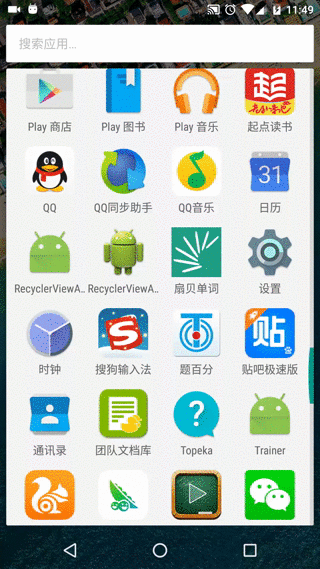 11:49
搜索应用...
Play 商店 Play 图书 Play 音乐 起点读书
31
QQ QQ同步助手 QQ音乐 日历
RecyclerViewA.. RecyclerViewA.. 扇贝单词 设置
S 贴
时钟 搜狗输入法 题百分 贴吧极速版
通讯录 团队文档库 Topeka Trainer